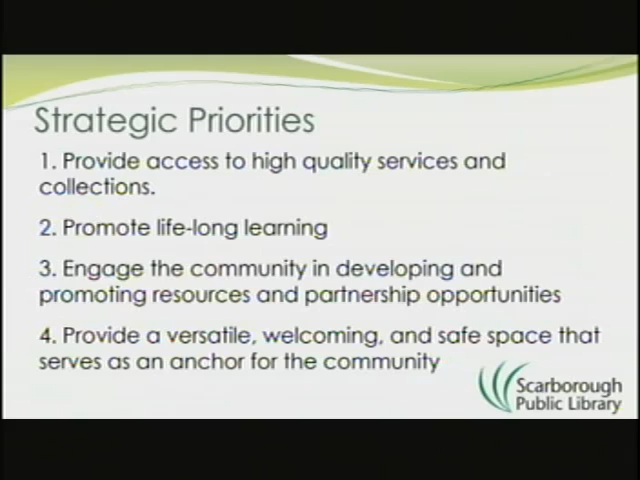 Strategic Priorities
1. Provide access to high quality services and
collections.
2. Promote life-long learning
3. Engage the community in developing and
promoting resources and partnership opportunities
4. Provide a versatile, welcoming, and safe space that
serves as an anchor for the community
Scarborough
Public Library